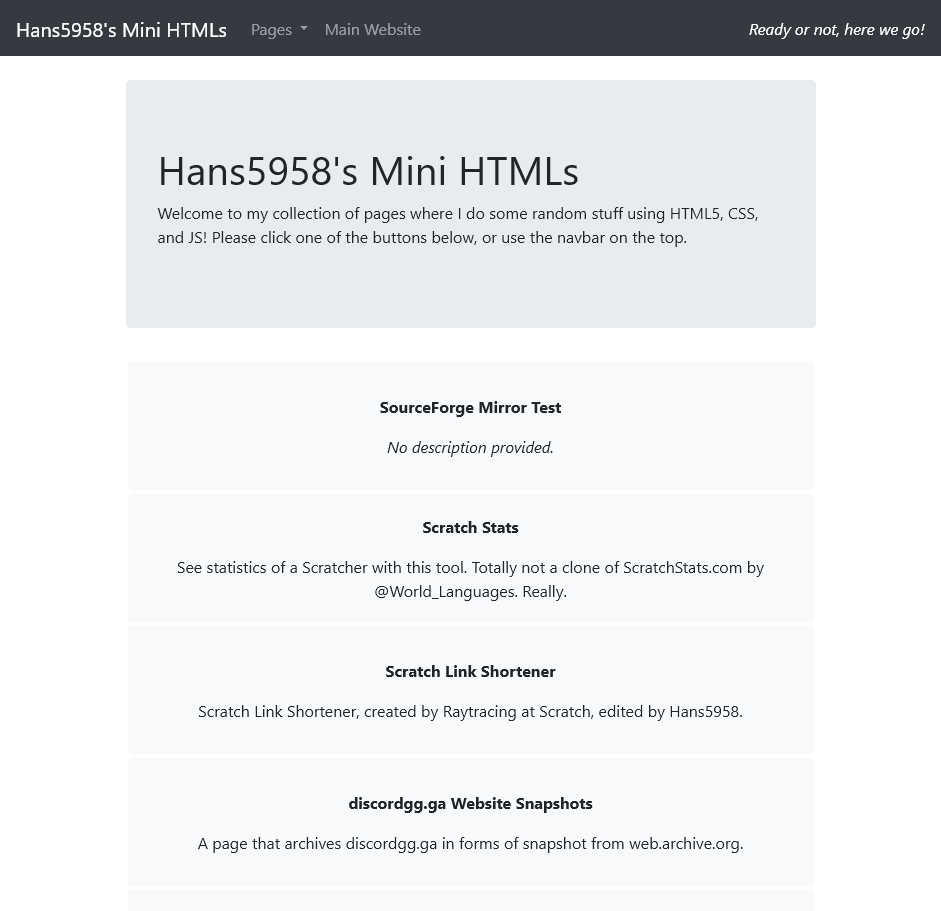 Hans5958's Mini HTMLs Pages Main Website Ready or not, here we go!
Hans5958's Mini HTMLs
Welcome to my collection of pages where I do some random stuff using HTML5, CSS,
and JS! Please click one of the buttons below, or use the navbar on the top.
SourceForge Mirror Test
No description provided.
Scratch Stats
See statistics of a Scratcher with this tool. Totally not a clone of ScratchStats.com by
@World_Languages. Really.
Scratch Link Shortener
Scratch Link Shortener, created by Raytracing at Scratch, edited by Hans5958.
discordgg.ga Website Snapshots
A page that archives discordgg.ga in forms of snapshot from web.archive.org.